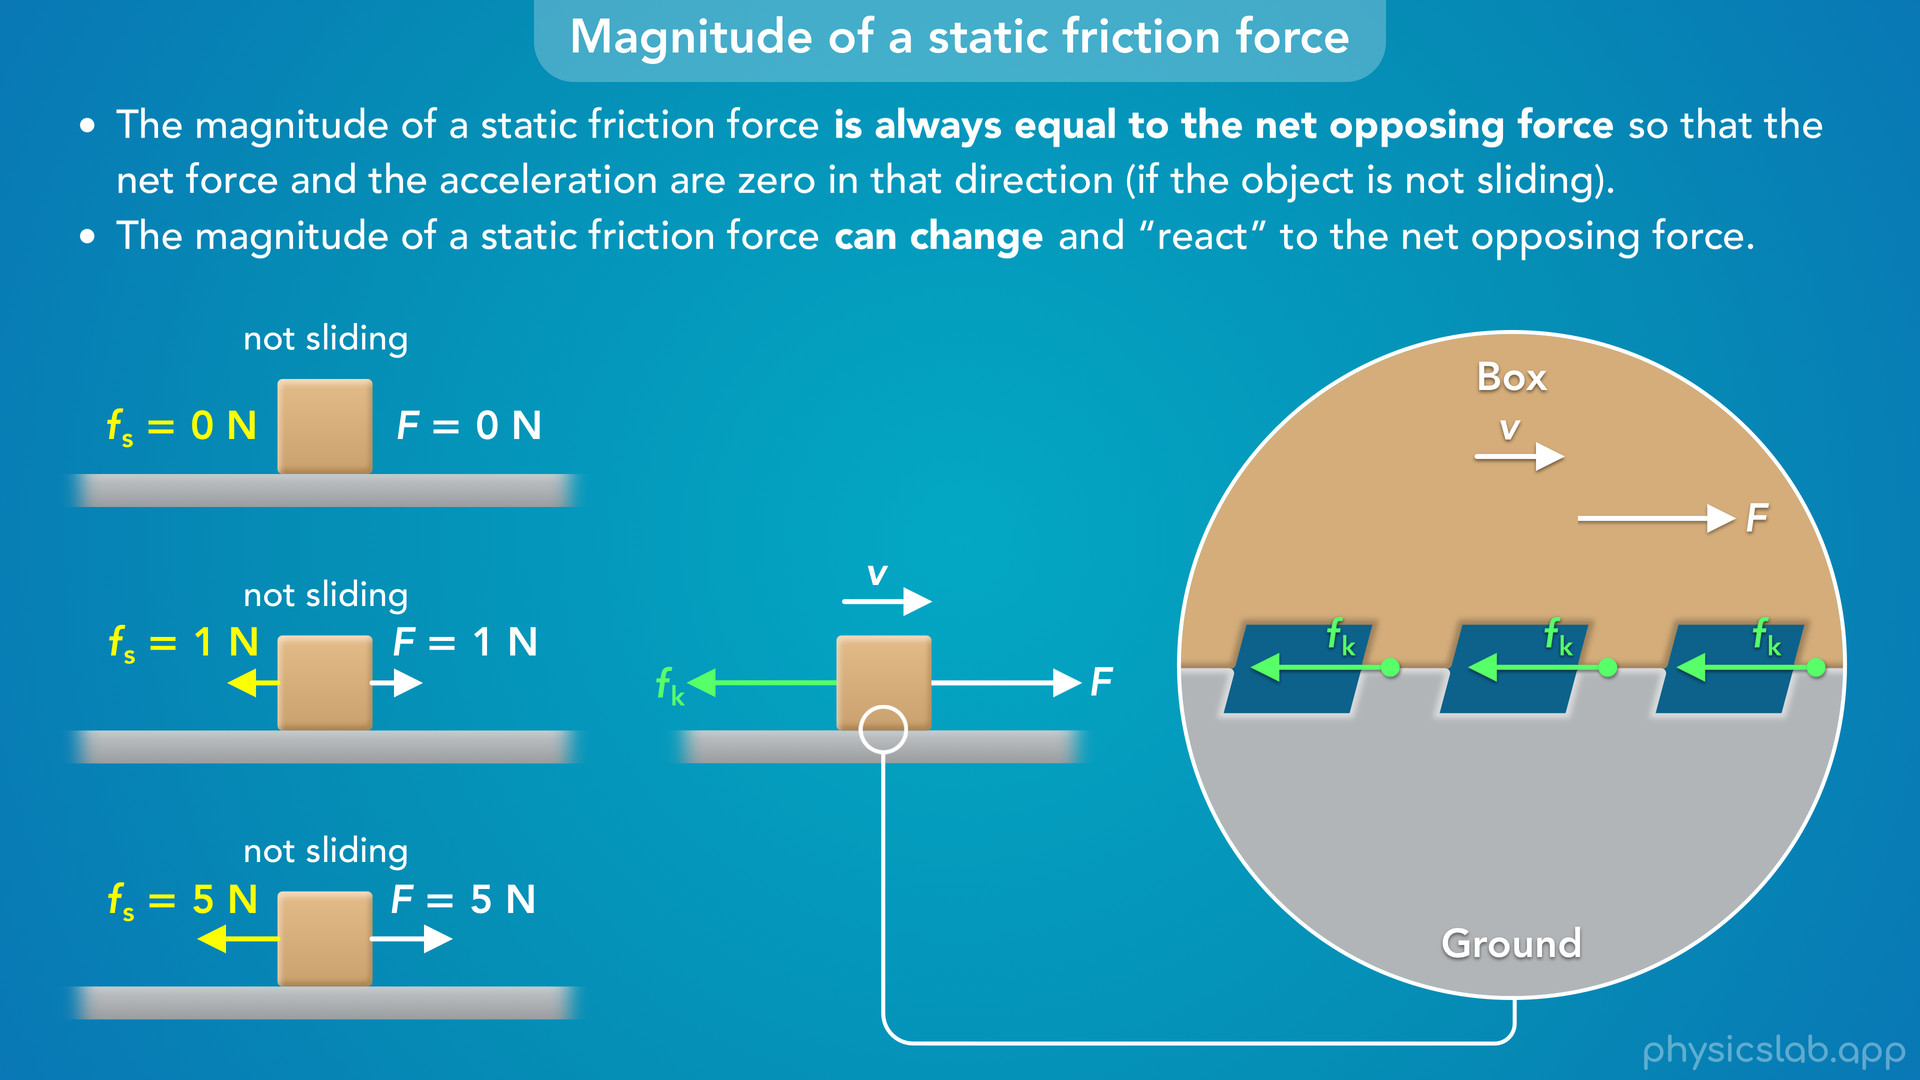 Magnitude of a static friction force
• The magnitude of a static friction force is always equal to the net opposing force so that the
net force and the acceleration are zero in that direction (if the object is not sliding).
• The magnitude of a static friction force can change and “react” to the net opposing force.
not sliding
fs = 0 N
F = 0 N
not sliding
fs = 1 N
F = 1 N
not sliding
fs = 5 N
F = 5 N
v
fk
F
Box
v
F
fk
fk
fk
Ground
physicslab.app